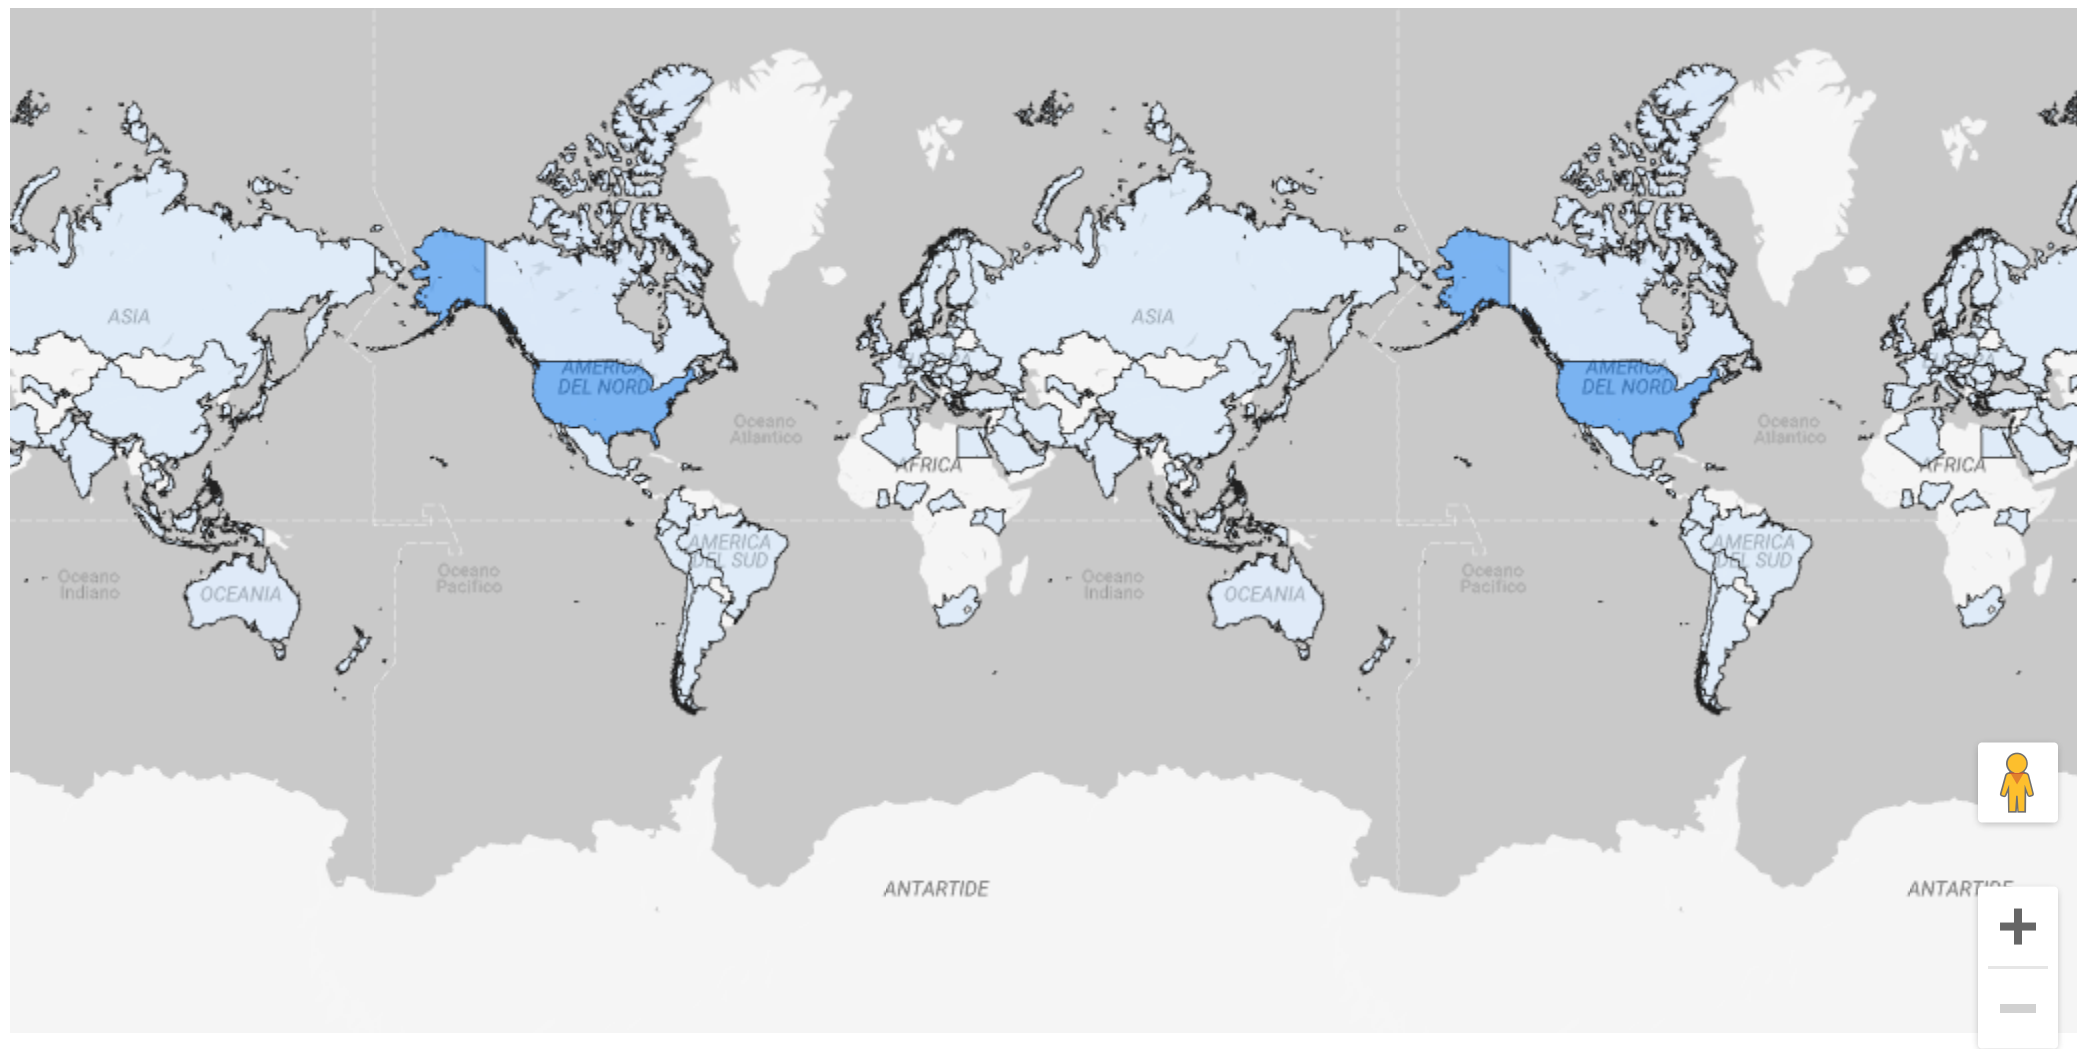 ASIA
AMERICA
DEL NORD
Oceano
Atlantico
AFRICA
ASIA
AMERICA
DEL NORD
Oceano
Atlantico
AFRICA
AMERICA
DEL SUD
AMERICA
DEL SUD
Oceano
Indiano
OCEANIA
Oceano
Pacifico
Oceano
Indiano
OCEANIA
Oceano
Pacifico
ANTARTIDE
ANTARTIDE